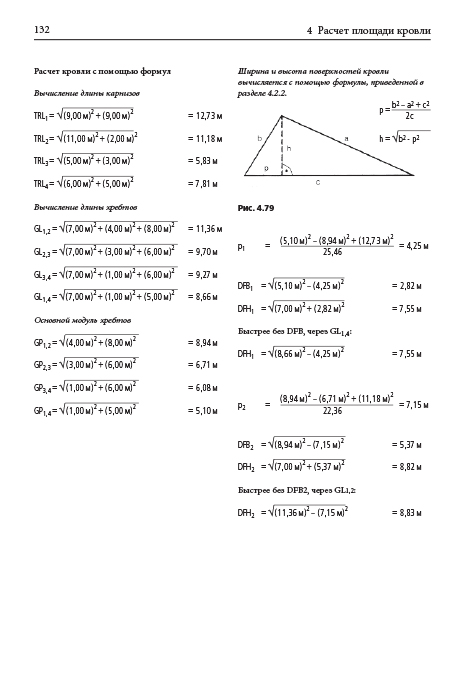 132
4 Расчет площади кровли
Расчет кровли с помощью формул
Вычисление длины карнизов
TRL₁ = √(9,00 м)² + (9,00 м)² = 12,73 м
TRL₂ = √(11,00 м)² + (2,00 м)² = 11,18 м
TRL₃ = √(5,00 м)² + (3,00 м)² = 5,83 м
TRL₄ = √(6,00 м)² + (5,00 м)² = 7,81 м
Вычисление длины хребтов
GL₁,₂ = √(7,00 м)² + (4,00 м)² + (8,00 м)² = 11,36 м
GL₂,₃ = √(7,00 м)² + (3,00 м)² + (6,00 м)² = 9,70 м
GL₃,₄ = √(7,00 м)² + (1,00 м)² + (6,00 м)² = 9,27 м
GL₁,₄ = √(7,00 м)² + (1,00 м)² + (5,00 м)² = 8,66 м
Основной модуль хребтов
GP₁,₂ = √(4,00 м)² + (8,00 м)² = 8,94 м
GP₂,₃ = √(3,00 м)² + (6,00 м)² = 6,71 м
GP₃,₄ = √(1,00 м)² + (6,00 м)² = 6,08 м
GP₁,₄ = √(1,00 м)² + (5,00 м)² = 5,10 м
Ширина и высота поверхностей кровли
вычисляется с помощью формулы, приведенной в
разделе 4.2.2.
p = b² – a² + c²
2c
h = √b² - p²
b
a
h
p
c
Рис. 4.79
p₁ = (5,10 м)² – (8,94 м)² + (12,73 м)² = 4,25 м
25,46
DFB₁ = √(5,10 м)² – (4,25 м)² = 2,82 м
DFH₁ = √(7,00 м)² + (2,82 м)² = 7,55 м
Быстрее без DFB, через GL₁,₄:
DFH₁ = √(8,66 м)² – (4,25 м)² = 7,55 м
p₂ = (8,94 м)² – (6,71 м)² + (11,18 м)² = 7,15 м
22,36
DFB₂ = √(8,94 м)² – (7,15 м)² = 5,37 м
DFH₂ = √(7,00 м)² + (5,37 м)² = 8,82 м
Быстрее без DFB2, через GL1,2:
DFH₂ = √(11,36 м)² – (7,15 м)² = 8,83 м